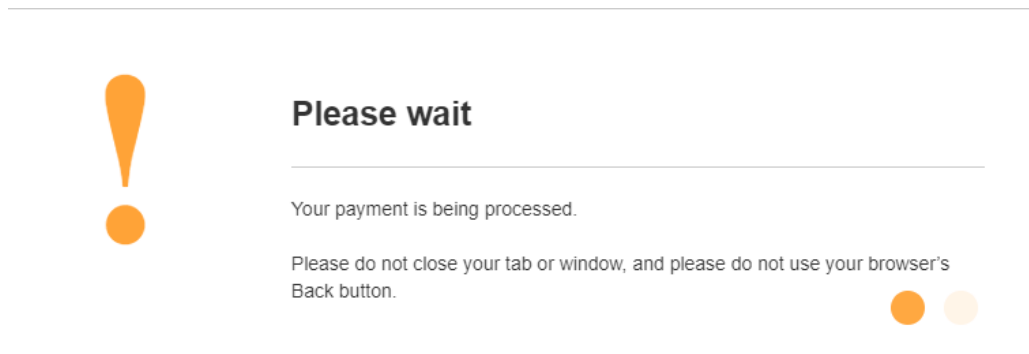 Please wait
Your payment is being processed.
Please do not close your tab or window, and please do not use your browser’s
Back button.